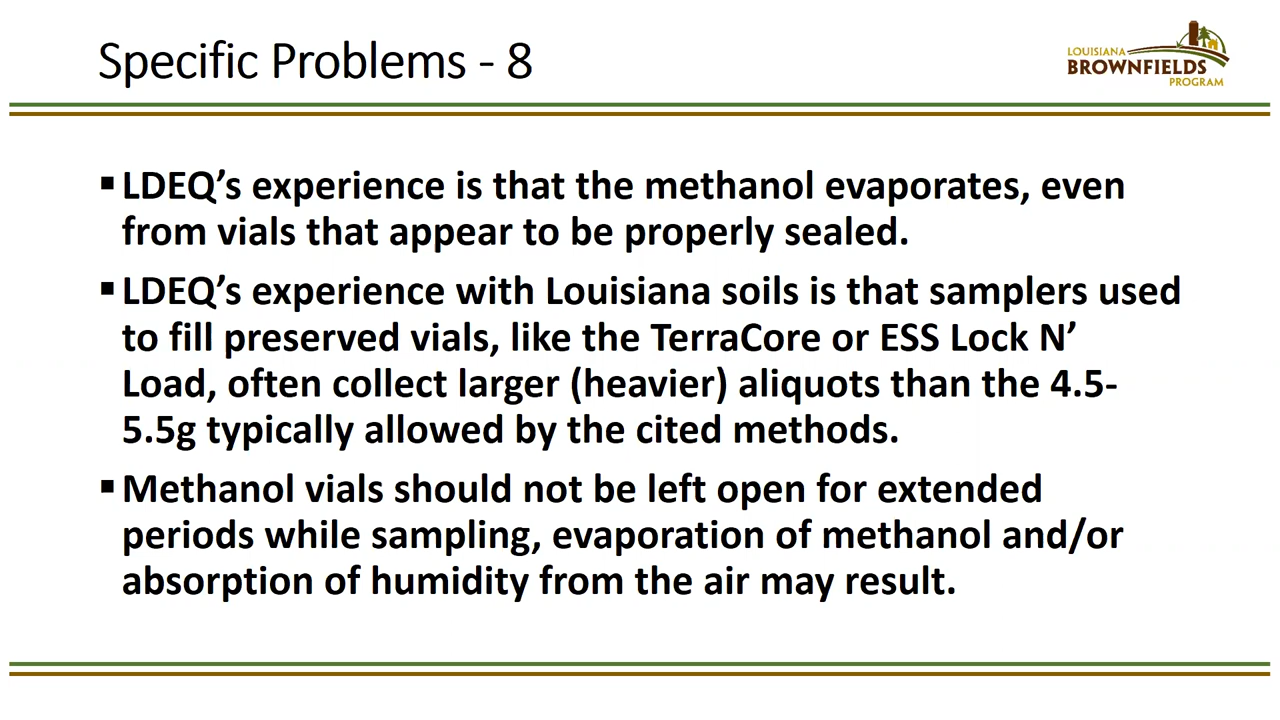 Specific Problems - 8
LOUISIANA
BROWNFIELDS
PROGRAM
▪ LDEQ’s experience is that the methanol evaporates, even
from vials that appear to be properly sealed.
▪ LDEQ’s experience with Louisiana soils is that samplers used
to fill preserved vials, like the TerraCore or ESS Lock N’
Load, often collect larger (heavier) aliquots than the 4.5-
5.5g typically allowed by the cited methods.
▪ Methanol vials should not be left open for extended
periods while sampling, evaporation of methanol and/or
absorption of humidity from the air may result.